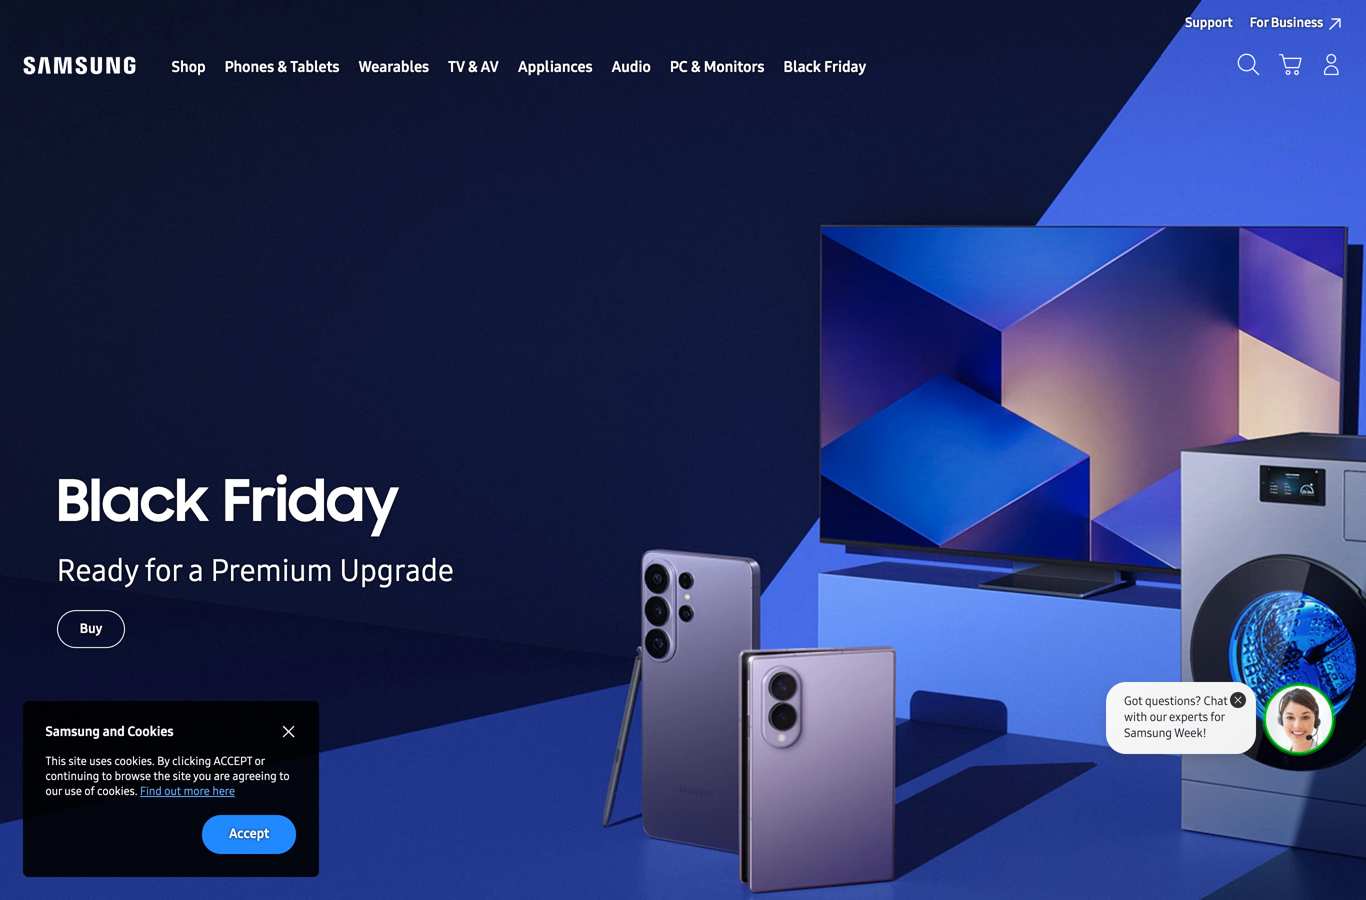 Support For Business
SAMSUNG Shop Phones & Tablets Wearables TV & AV Appliances Audio PC & Monitors Black Friday
Black Friday
Ready for a Premium Upgrade
Buy
Samsung and Cookies
This site uses cookies. By clicking ACCEPT or
continuing to browse the site you are agreeing to
our use of cookies. Find out more here
Accept
Got questions? Chat
with our experts for
Samsung Week!